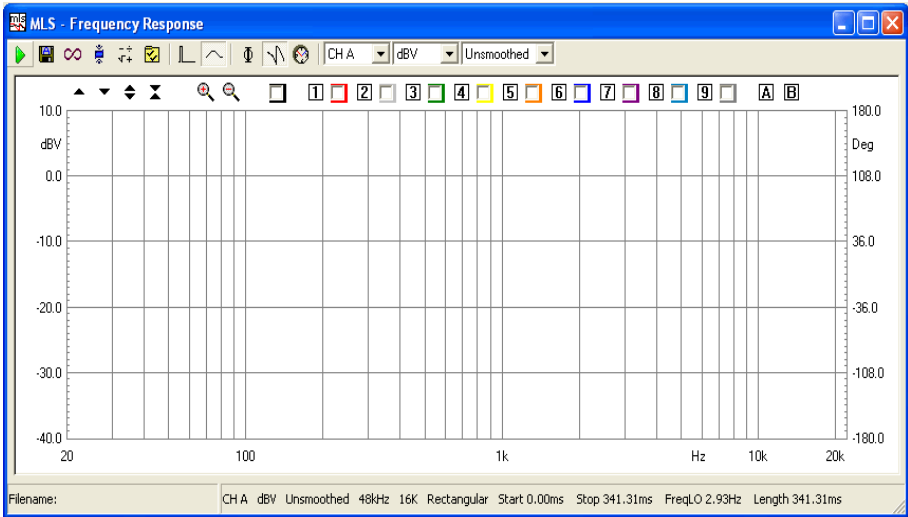 mls MLS - Frequency Response
CH A dBV Unsmoothed
1 2 3 4 5 6 7 8 9 A B
10.0 180.0
dBV Deg
0.0 108.0
-10.0 36.0
-20.0 -36.0
-30.0 -108.0
-40.0 -180.0
20 100 1k Hz 10k 20k
Filename: CH A dBV Unsmoothed 48kHz 16K Rectangular Start 0.00ms Stop 341.31ms FreqLO 2.93Hz Length 341.31ms